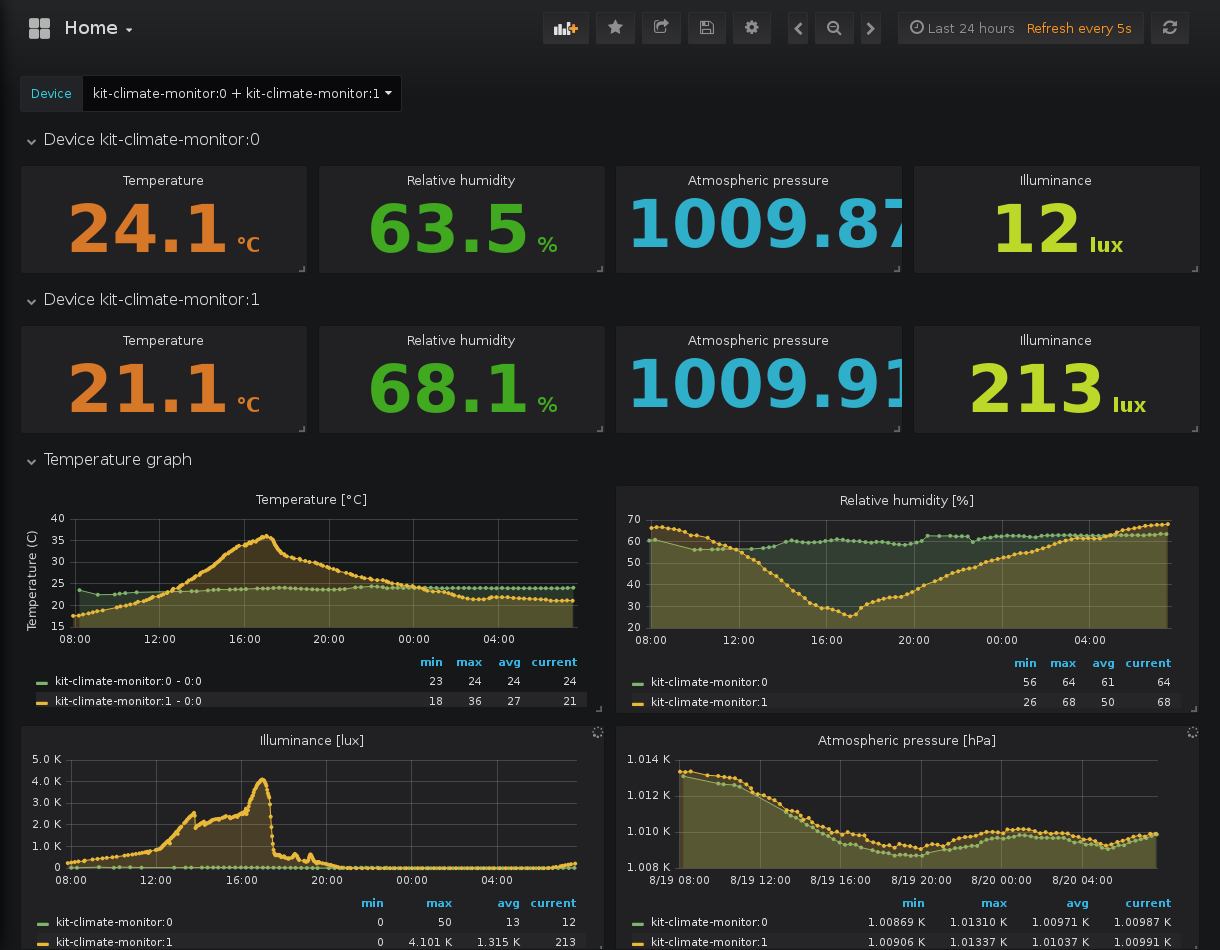 Home
Last 24 hours Refresh every 5s
Device kit-climate-monitor:0 + kit-climate-monitor:1
Device kit-climate-monitor:0
Temperature Relative humidity Atmospheric pressure Illuminance
24.1 °C 63.5 % 1009.87 12 lux
Device kit-climate-monitor:1
Temperature Relative humidity Atmospheric pressure Illuminance
21.1 °C 68.1 % 1009.91 213 lux
Temperature graph
Temperature [°C]
Temperature (C)
40
35
30
25
20
15
08:00 12:00 16:00 20:00 00:00 04:00
min max avg current
kit-climate-monitor:0 - 0:0 23 24 24 24
kit-climate-monitor:1 - 0:0 18 36 27 21
Relative humidity [%]
70
60
50
40
30
20
08:00 12:00 16:00 20:00 00:00 04:00
min max avg current
kit-climate-monitor:0 56 64 61 64
kit-climate-monitor:1 26 68 50 68
Illuminance [lux]
5.0 K
4.0 K
3.0 K
2.0 K
1.0 K
0
08:00 12:00 16:00 20:00 00:00 04:00
min max avg current
kit-climate-monitor:0 0 50 13 12
kit-climate-monitor:1 0 4.101 K 1.315 K 213
Atmospheric pressure [hPa]
1.014 K
1.012 K
1.010 K
1.008 K
8/19 08:00 8/19 12:00 8/19 16:00 8/19 20:00 8/20 00:00 8/20 04:00
min max avg current
kit-climate-monitor:0 1.00869 K 1.01310 K 1.00971 K 1.00987 K
kit-climate-monitor:1 1.00906 K 1.01337 K 1.01037 K 1.00991 K